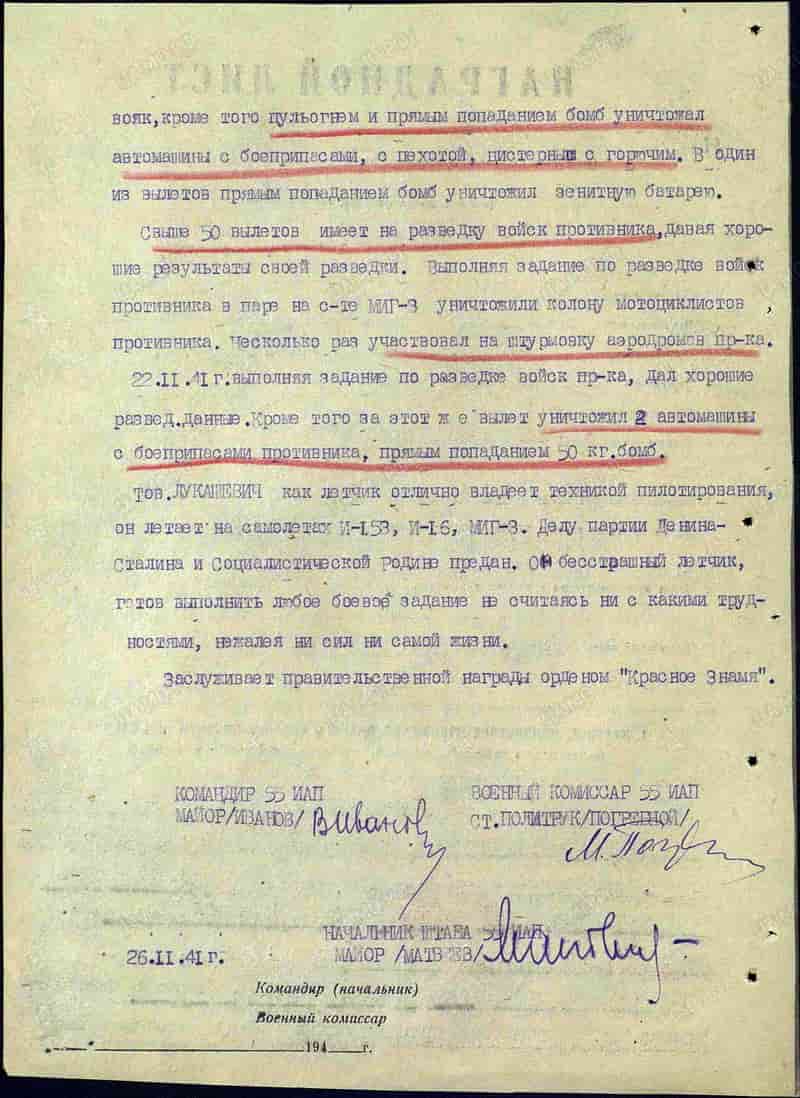 НАГРАДНОЙ ЛИСТ
вояк,кроме того пульогнем и прямым попаданием бомб уничтожал
автомашины с боеприпасами, с пехотой, цистерныи с горючим. В один
из вылетов прямым попаданием бомб уничтожил зенитную батарею.
Свыше 50 вылетов имеет на разведку войск противника,давая хоро-
шие результаты своей разведки. Выполняя задание по разведке войск
противника в паре на с-те МИГ-3 уничтожили колону мотоциклистов ,
противника. Несколько раз участвовал на штурмовку аэродромов пр-ка.
22.II.41г.выполняя задание по разведке войск пр-ка, дал хорошие
развед.данные.Кроме того за этот ж е вылет уничтожил 2 автомашины
с боеприпасами противника, прямым попаданием 50 кг.бомб.
тов.ЛУКАШЕВИЧ как летчик отлично владеет техникой пилотирования,
он летает на самолетах И-153, И-16, МИГ-3. Делу партии Ленина-
Сталина и Социалистической Родине предан. Он бесстрашный летчик,
готов выполнить любое боевое задание не считаясь ни с какими труд-
ностями, нежалея ни сил ни самой жизни.
Заслуживает правительственной награды орденом "Красное Знамя".
КОМАНДИР 55 ИАП
МАЙОР/ИВАНОВ/ ВИванов
ВОЕННЫЙ КОМИССАР 55 ИАП
СТ.ПОЛИТРУК/ПОГРЕБНОЙ/
НАЧАЛЬНИК ШТАБА 55 ИАП
МАЙОР /МАТВЕЕВ/
26.II.41г.
Командир (начальник)
Военный комиссар
194 г.